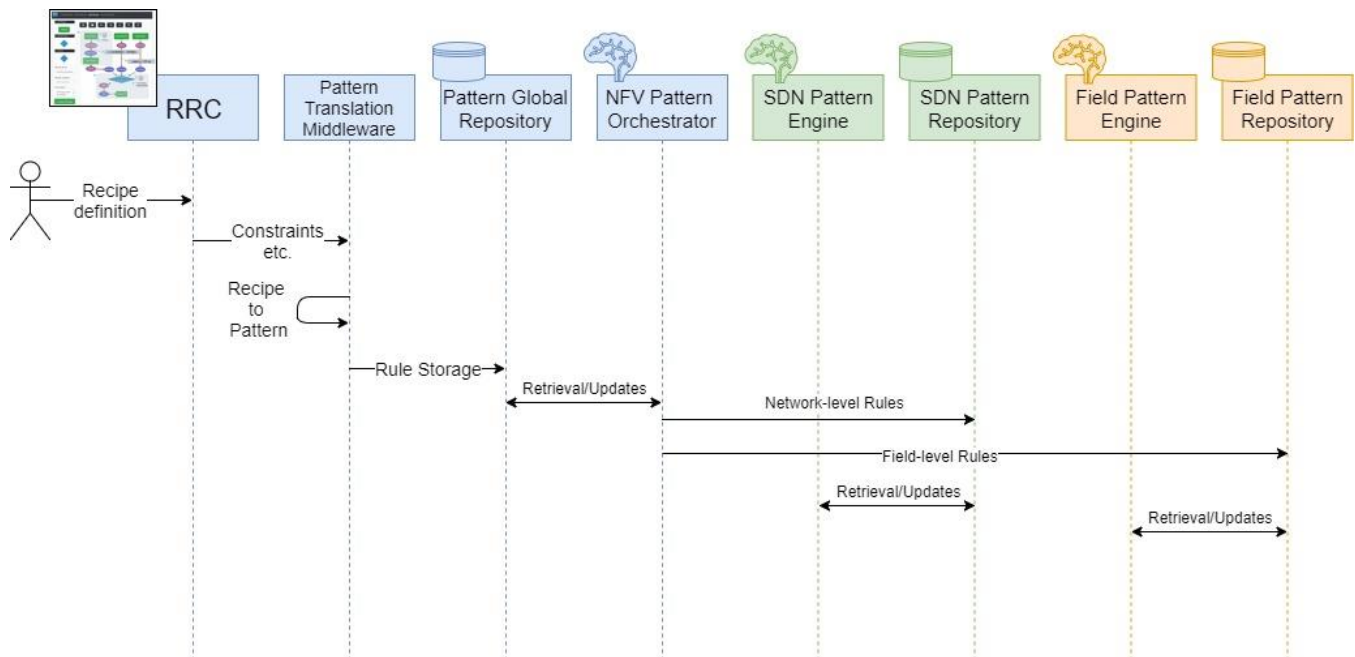 RRC
Pattern
Translation
Middleware
Pattern Global
Repository
NFV Pattern
Orchestrator
SDN Pattern
Engine
SDN Pattern
Repository
Field Pattern
Engine
Field Pattern
Repository
Recipe
definition
Constraints
etc.
Recipe
to
Pattern
Rule Storage
Retrieval/Updates
Network-level Rules
Field-level Rules
Retrieval/Updates
Retrieval/Updates